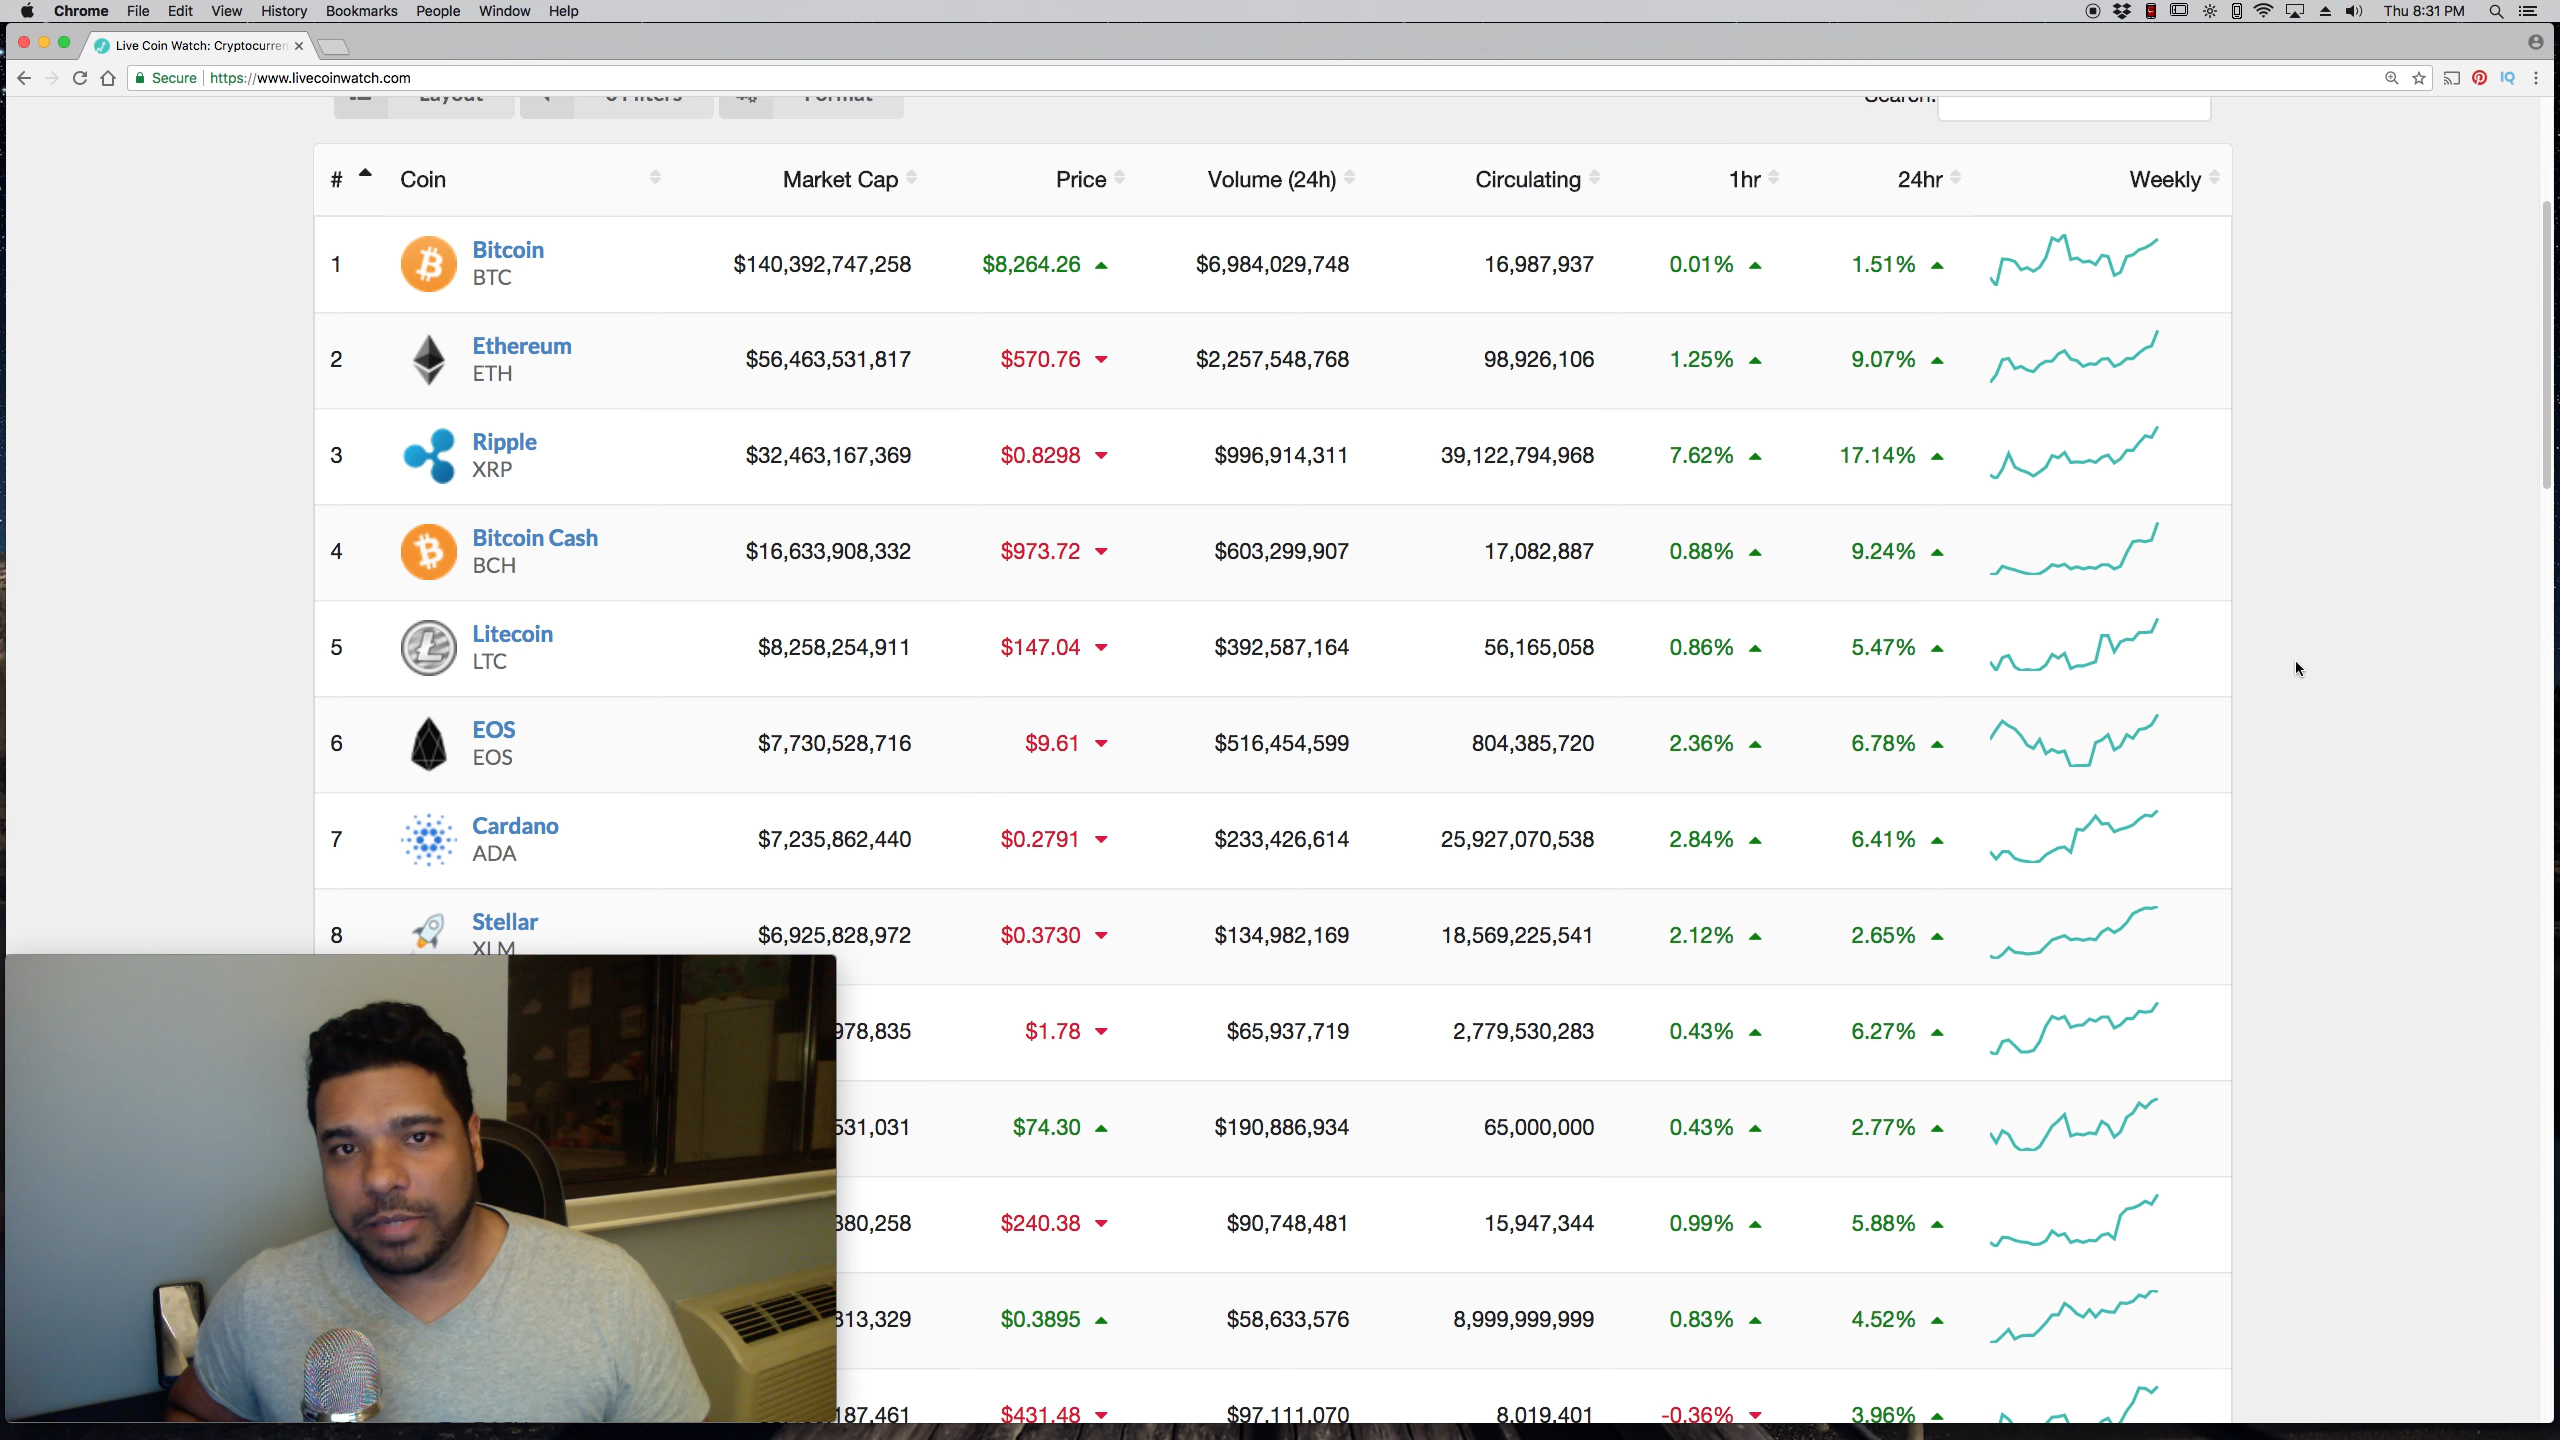 Chrome File Edit View History Bookmarks People Window Help Thu 8:31 PM
Live Coin Watch: Cryptocurren
Secure https://www.livecoinwatch.com
Layout Filters Format Search:
# Coin Market Cap Price Volume (24h) Circulating 1hr 24hr Weekly
1 Bitcoin BTC $140,392,747,258 $8,264.26 $6,984,029,748 16,987,937 0.01% 1.51%
2 Ethereum ETH $56,463,531,817 $570.76 $2,257,548,768 98,926,106 1.25% 9.07%
3 Ripple XRP $32,463,167,369 $0.8298 $996,914,311 39,122,794,968 7.62% 17.14%
4 Bitcoin Cash BCH $16,633,908,332 $973.72 $603,299,907 17,082,887 0.88% 9.24%
5 Litecoin LTC $8,258,254,911 $147.04 $392,587,164 56,165,058 0.86% 5.47%
6 EOS EOS $7,730,528,716 $9.61 $516,454,599 804,385,720 2.36% 6.78%
7 Cardano ADA $7,235,862,440 $0.2791 $233,426,614 25,927,070,538 2.84% 6.41%
8 Stellar XLM $6,925,828,972 $0.3730 $134,982,169 18,569,225,541 2.12% 2.65%
978,835 $1.78 $65,937,719 2,779,530,283 0.43% 6.27%
531,031 $74.30 $190,886,934 65,000,000 0.43% 2.77%
380,258 $240.38 $90,748,481 15,947,344 0.99% 5.88%
313,329 $0.3895 $58,633,576 8,999,999,999 0.83% 4.52%
187,461 $431.48 $97,111,070 8,019,401 -0.36% 3.96%